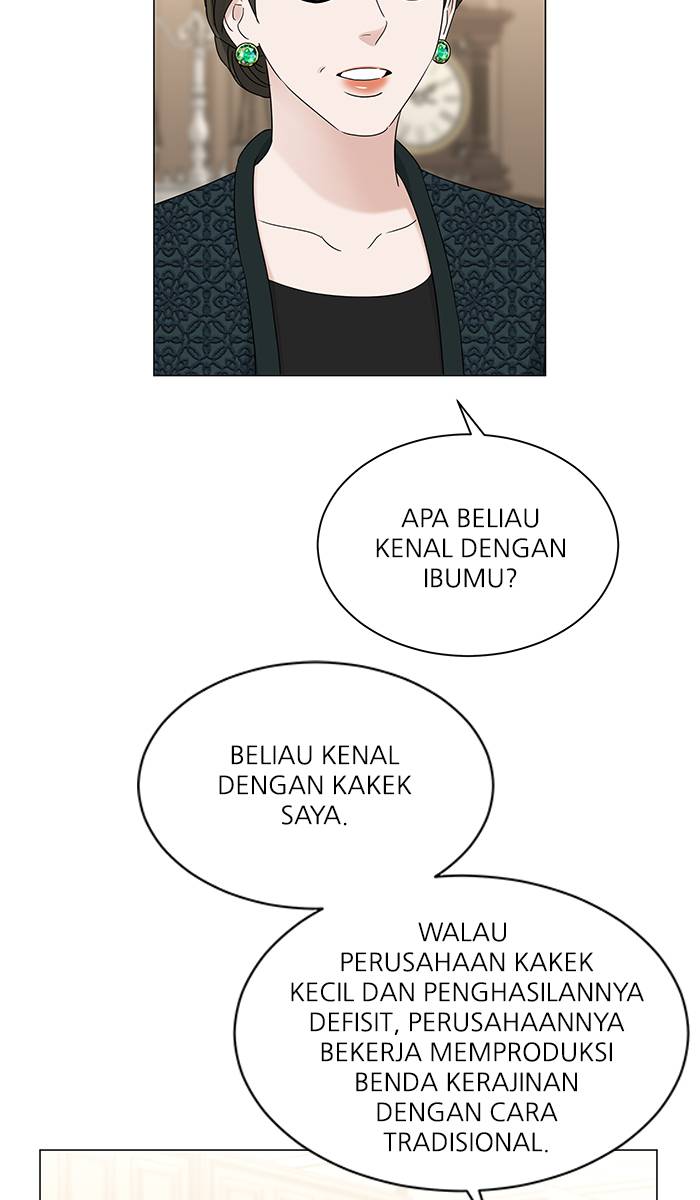 APA BELIAU
KENAL DENGAN
IBUMU?
BELIAU KENAL
DENGAN KAKEK
SAYA.
WALAU
PERUSAHAAN KAKEK
KECIL DAN PENGHASILANNYA
DEFISIT, PERUSAHAANNYA
BEKERJA MEMPRODUKSI
BENDA KERAJINAN
DENGAN CARA
TRADISIONAL.